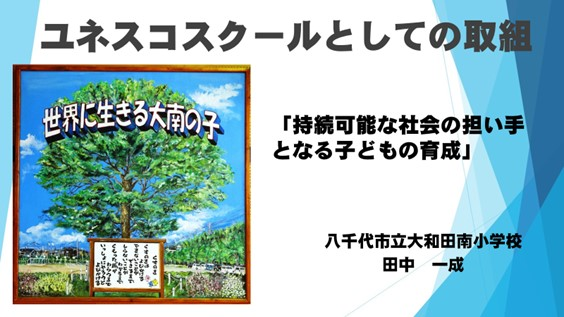 ユネスコスクールとしての取組
世界に生きる大南の子
「持続可能な社会の担い手
となる子どもの育成」
八千代市立大和田南小学校
田中 一成